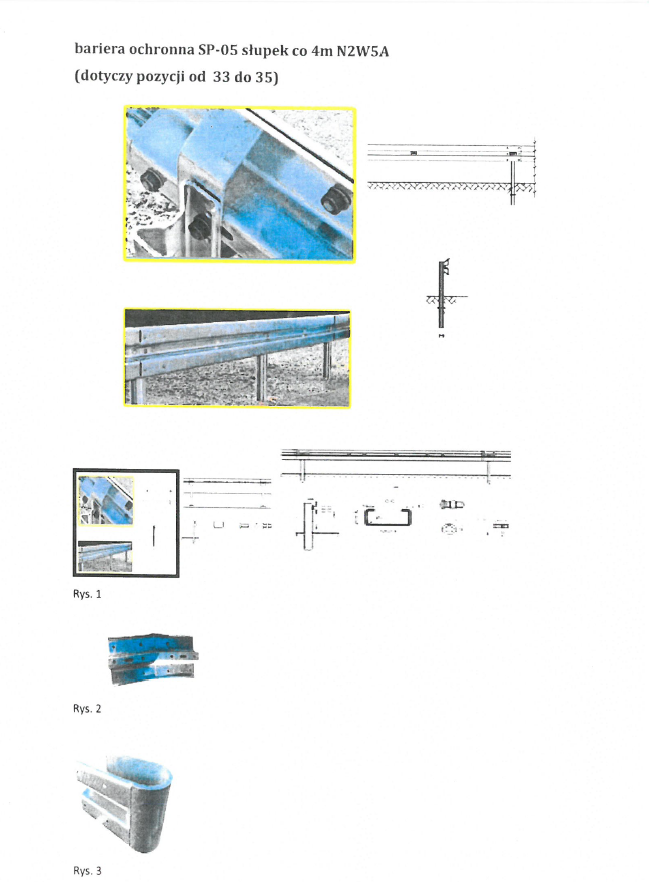 bariera ochronna SP-05 słupek co 4m N2W5A
(dotyczy pozycji od 33 do 35)
Rys. 1
Rys. 2
Rys. 3